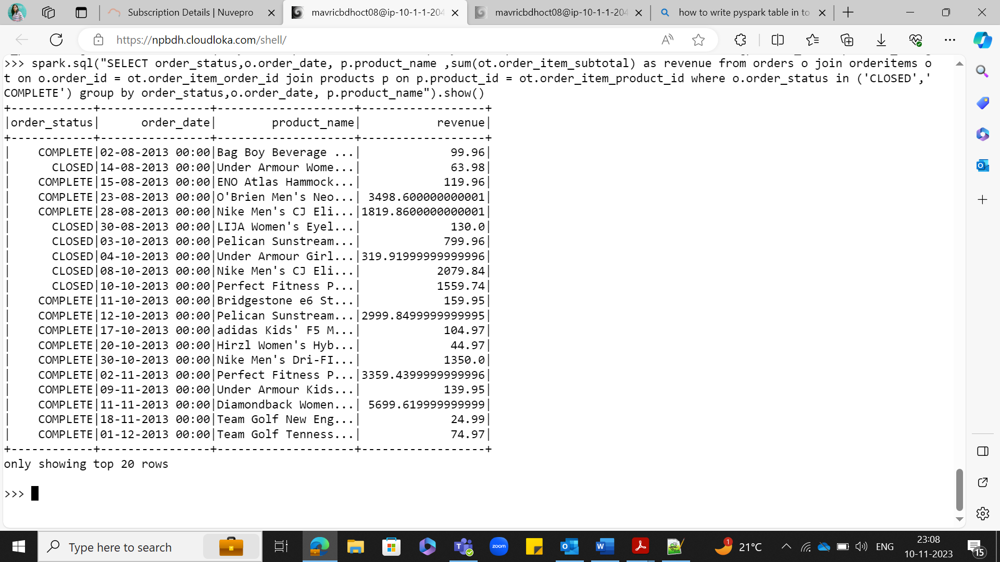 Subscription Details | Nuvepro
mavricbdhoct08@ip-10-1-1-204
mavricbdhoct08@ip-10-1-1-204
how to write pyspark table in to
https://npbdh.cloudloka.com/shell/
>>> spark.sql("SELECT order_status,o.order_date, p.product_name ,sum(ot.order_item_subtotal) as revenue from orders o join orderitems o
t on o.order_id = ot.order_item_order_id join products p on p.product_id = ot.order_item_product_id where o.order_status in ('CLOSED','
COMPLETE') group by order_status,o.order_date, p.product_name").show()
+------------+----------------+--------------------+------------------+
|order_status|      order_date|        product_name|           revenue|
+------------+----------------+--------------------+------------------+
|    COMPLETE|02-08-2013 00:00|Bag Boy Beverage ...|             99.96|
|      CLOSED|14-08-2013 00:00|Under Armour Wome...|             63.98|
|    COMPLETE|15-08-2013 00:00|ENO Atlas Hammock...|            119.96|
|    COMPLETE|23-08-2013 00:00|O'Brien Men's Neo...| 3498.600000000001|
|    COMPLETE|28-08-2013 00:00|Nike Men's CJ Eli...|1819.8600000000001|
|      CLOSED|30-08-2013 00:00|LIJA Women's Eyel...|             130.0|
|      CLOSED|03-10-2013 00:00|Pelican Sunstream...|            799.96|
|      CLOSED|04-10-2013 00:00|Under Armour Girl...|319.91999999999996|
|      CLOSED|08-10-2013 00:00|Nike Men's CJ Eli...|           2079.84|
|      CLOSED|10-10-2013 00:00|Perfect Fitness P...|           1559.74|
|    COMPLETE|11-10-2013 00:00|Bridgestone e6 St...|            159.95|
|    COMPLETE|12-10-2013 00:00|Pelican Sunstream...|2999.8499999999995|
|    COMPLETE|17-10-2013 00:00|adidas Kids' F5 M...|            104.97|
|    COMPLETE|20-10-2013 00:00|Hirzl Women's Hyb...|             44.97|
|    COMPLETE|30-10-2013 00:00|Nike Men's Dri-FI...|            1350.0|
|    COMPLETE|02-11-2013 00:00|Perfect Fitness P...|3359.4399999999996|
|    COMPLETE|09-11-2013 00:00|Under Armour Kids...|            139.95|
|    COMPLETE|11-11-2013 00:00|Diamondback Women...| 5699.619999999999|
|    COMPLETE|18-11-2013 00:00|Team Golf New Eng...|             24.99|
|    COMPLETE|01-12-2013 00:00|Team Golf Tenness...|             74.97|
+------------+----------------+--------------------+------------------+
only showing top 20 rows
>>>
Type here to search
zoom
1
21°C
ENG
23:08
10-11-2023
15